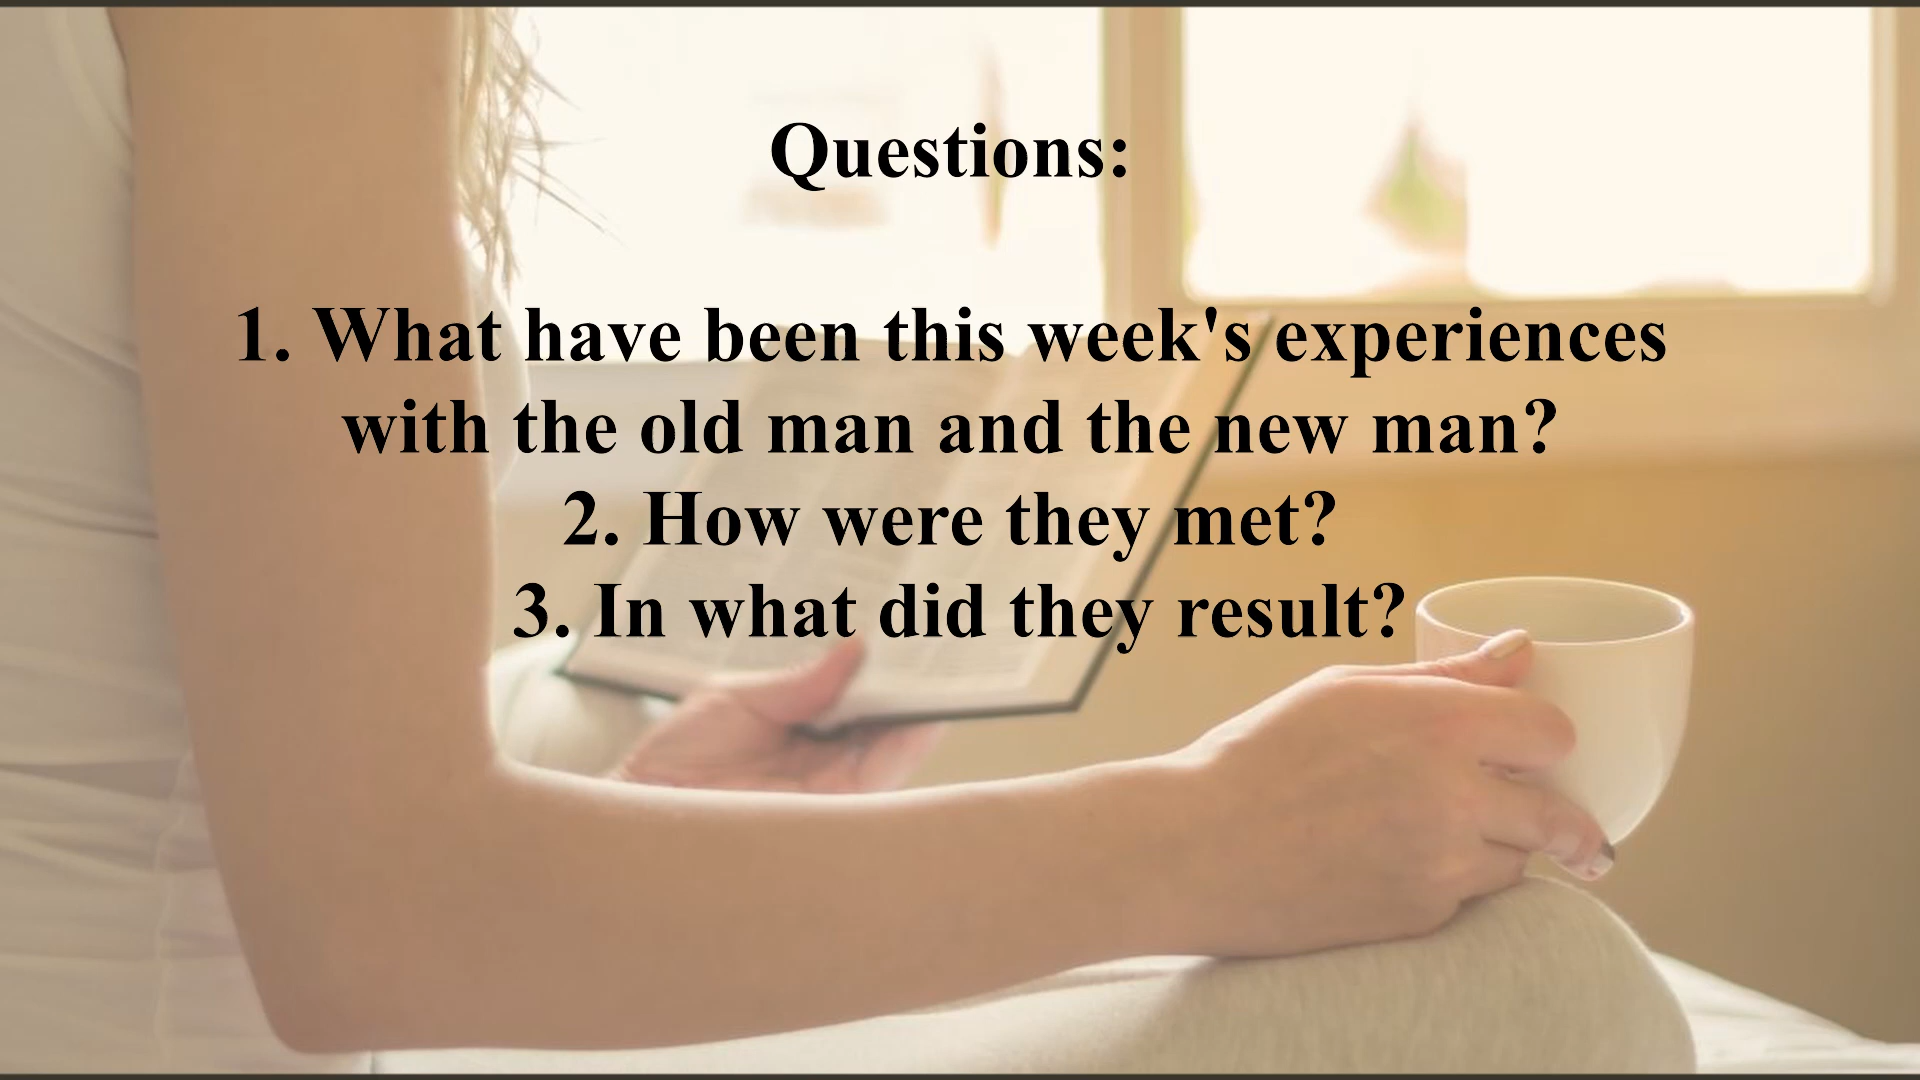 Questions:
1. What have been this week's experiences
with the old man and the new man?
2. How were they met?
3. In what did they result?